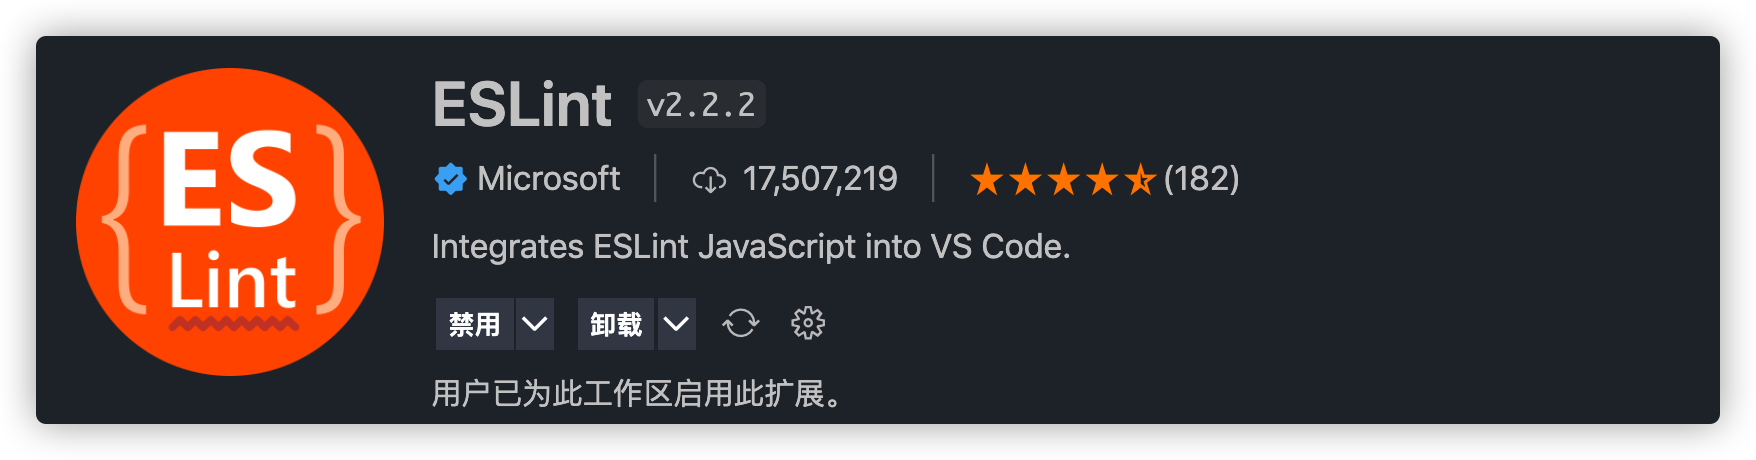 {ES
Lint}
ESLint v2.2.2
Microsoft 17,507,219 (182)
Integrates ESLint JavaScript into VS Code.
禁用 卸载
用户已为此工作区启用此扩展。